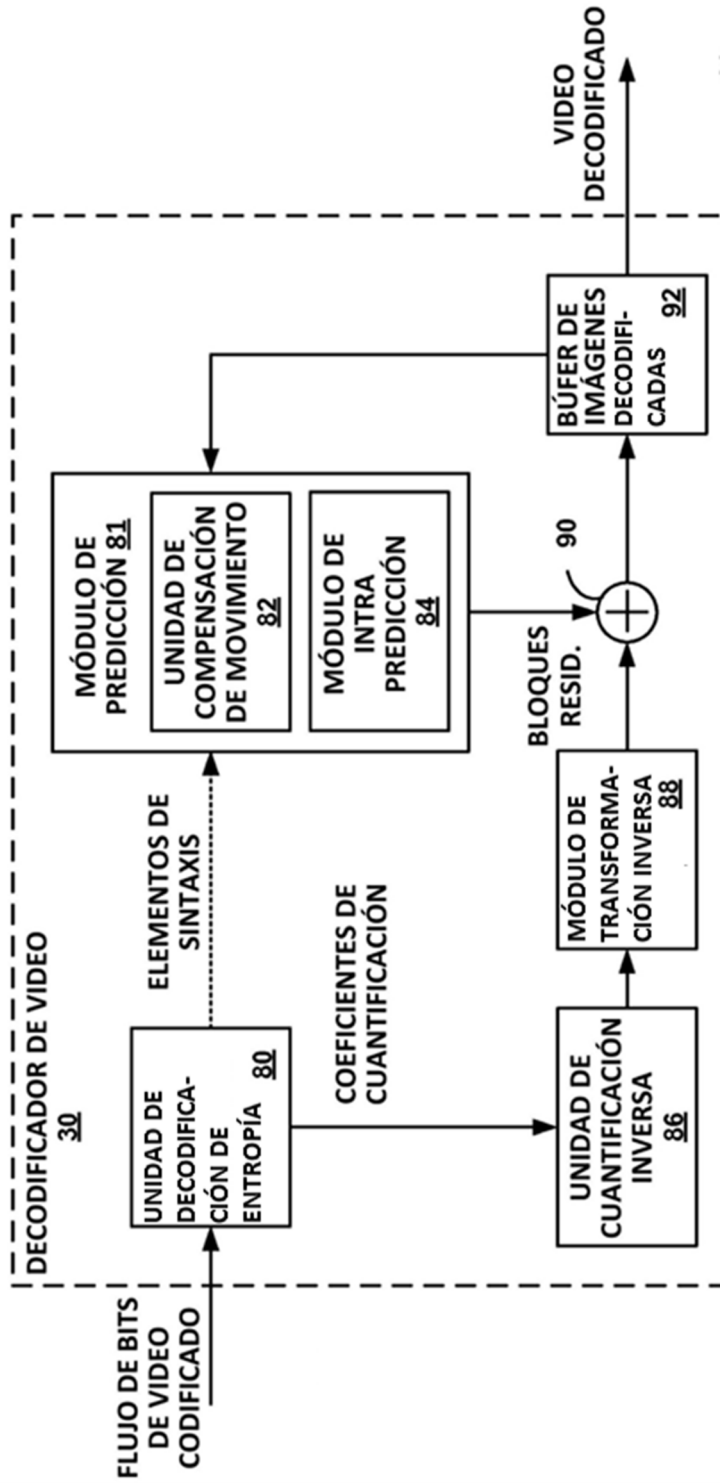 DECODIFICADOR DE VIDEO
30
FLUJO DE BITS
DE VIDEO
CODIFICADO
UNIDAD DE
DECODIFICA-
CIÓN DE
ENTROPÍA
80
ELEMENTOS DE
SINTAXIS
MÓDULO DE
PREDICCIÓN 81
UNIDAD DE
COMPENSACIÓN
DE MOVIMIENTO
82
MÓDULO DE
INTRA
PREDICCIÓN
84
COEFICIENTES DE
CUANTIFICACIÓN
UNIDAD DE
CUANTIFICACIÓN
INVERSA
86
MÓDULO DE
TRANSFORMA-
CIÓN INVERSA
88
BLOQUES
RESID.
90
BÚFER DE
IMÁGENES
DECODIFI-
CADAS
92
VIDEO
DECODIFICADO